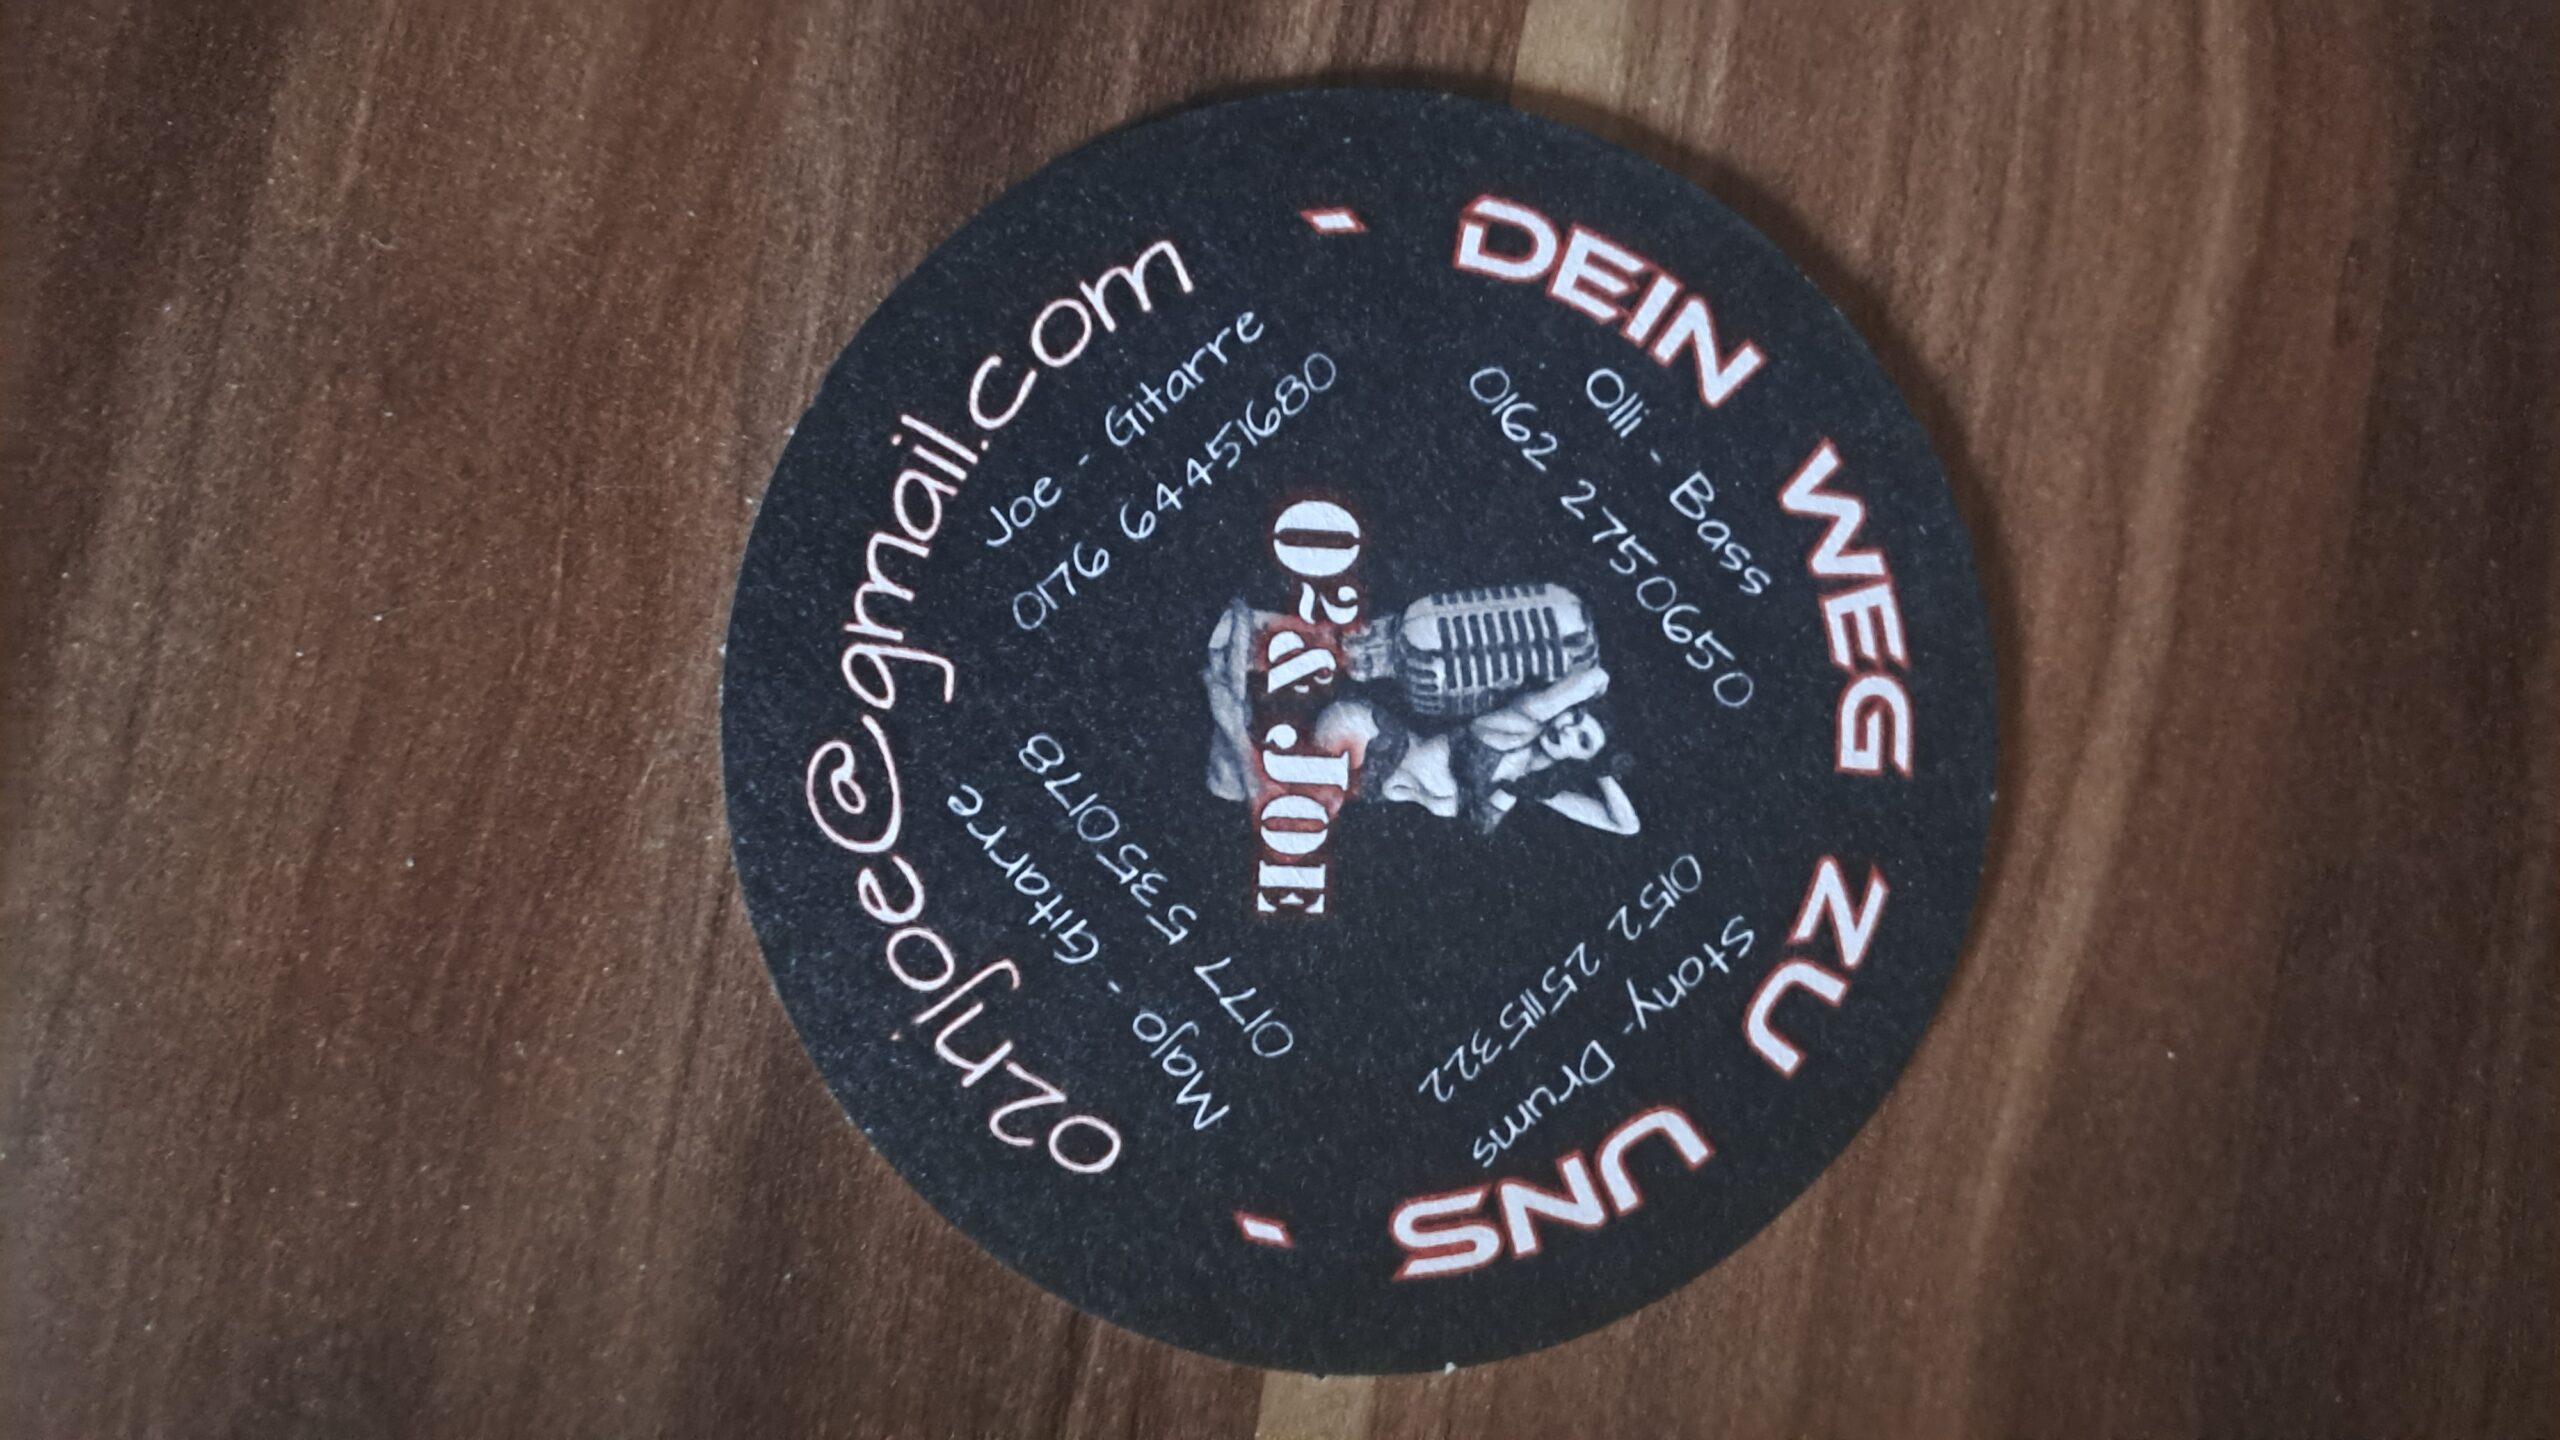 - DEIN WEG ZU UNS -
Olli - Bass
0162 2750650
Stony - Drums
0152 25115322
O2 & JOE
Joe - Gitarre
0176 64451680
Majo - Gitarre
0177 5350178
o2njoe@gmail.com